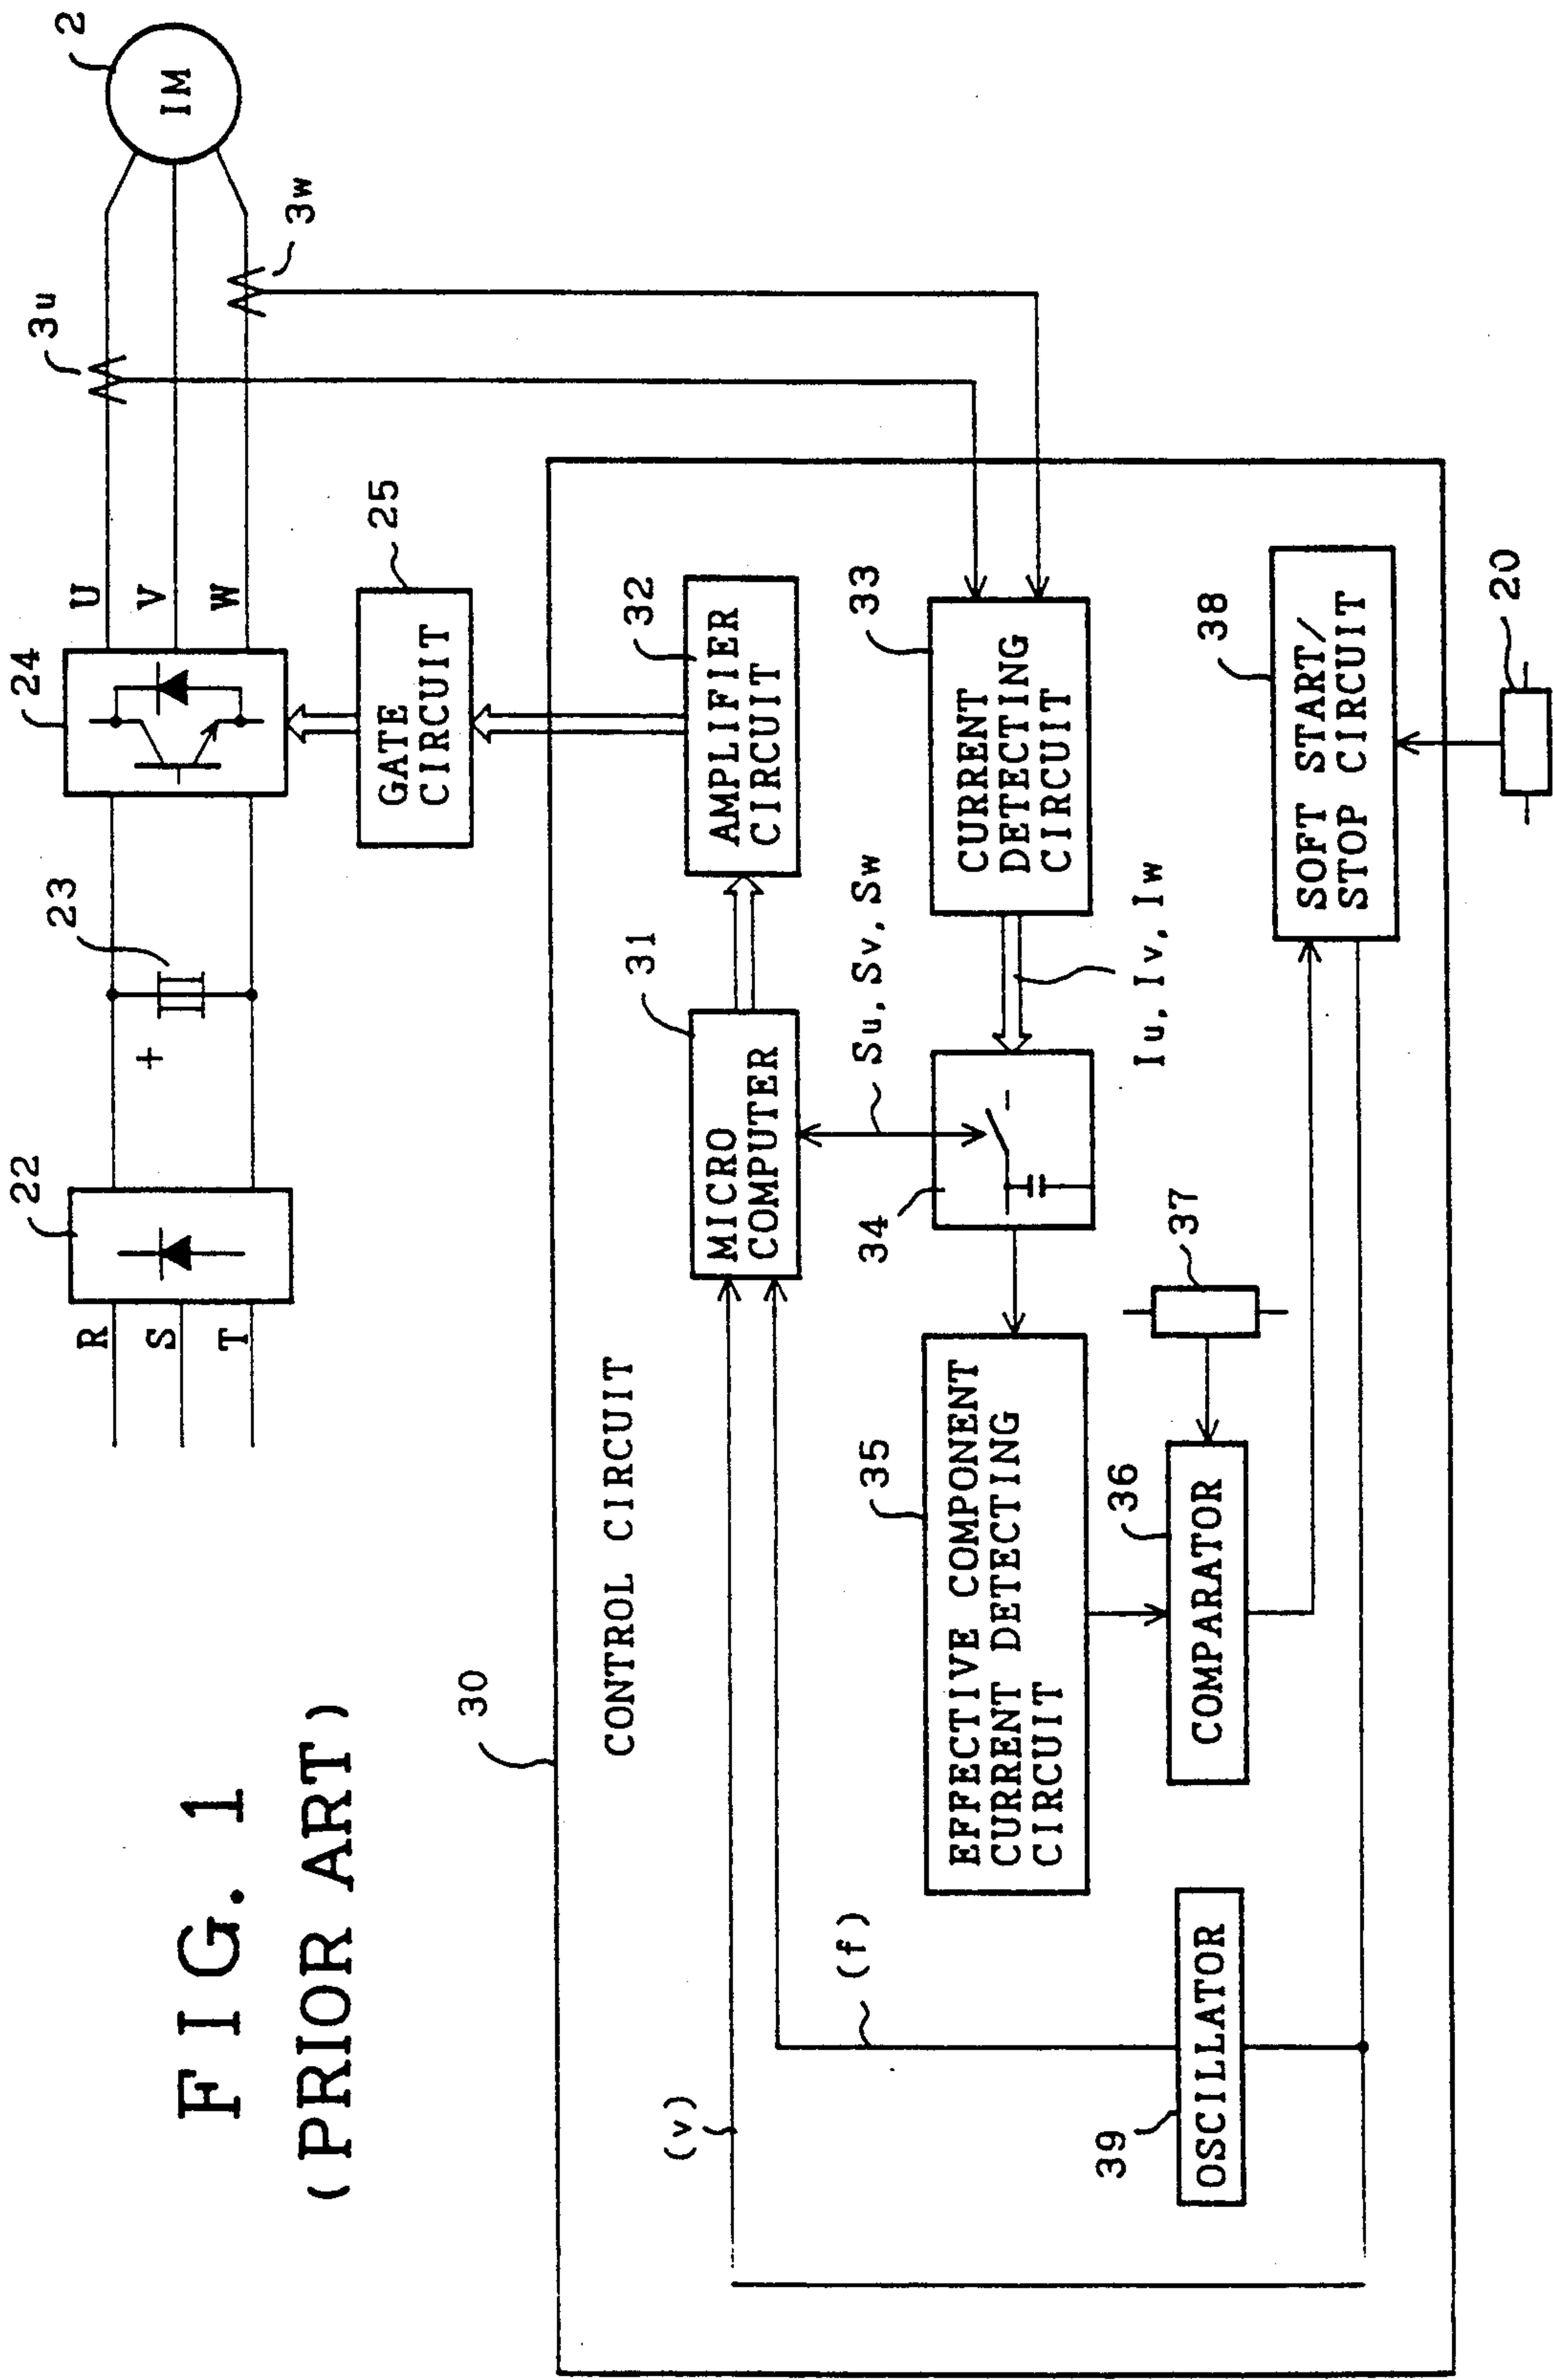 FIG. 1
(PRIOR ART)
22
23
24
2
R
S
T
+
U
V
W
IM
3u
3w
25
GATE
CIRCUIT
30
CONTROL CIRCUIT
31
MICRO
COMPUTER
32
AMPLIFIER
CIRCUIT
(v)
(f)
Su, Sv, Sw
33
CURRENT
DETECTING
CIRCUIT
34
Iu, Iv, Iw
35
EFFECTIVE COMPONENT
CURRENT DETECTING
CIRCUIT
36
COMPARATOR
37
38
SOFT START/
STOP CIRCUIT
39
OSCILLATOR
20